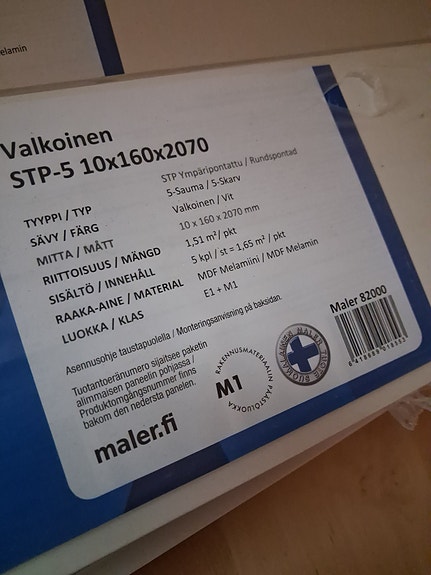 elamin
Valkoinen
STP-5 10x160x2070
TYYPPI / TYP STP Ympäripontattu / Rundspontad
5-Sauma / 5-Skarv
SÄVY / FÄRG Valkoinen / Vit
MITTA / MÅTT 10 x 160 x 2070 mm
RIITTOISUUS / MÄNGD 1,51 m² / pkt
SISÄLTÖ / INNEHÅLL 5 kpl / st = 1,65 m² / pkt
RAAKA-AINE / MATERIAL MDF Melamiini / MDF Melamin
LUOKKA / KLAS E1 + M1
Asennusohje taustapuolella / Monteringsanvisning på baksidan.
Tuotantoeränumero sijaitsee paketin
alimmaisen paneelin pohjassa /
Produktomgångsnummer finns
bakom den nedersta panelen.
maler.fi
M1
RAKENNUSMATERIAALIN
PÄÄSTÖLUOKKA
Maler 82000